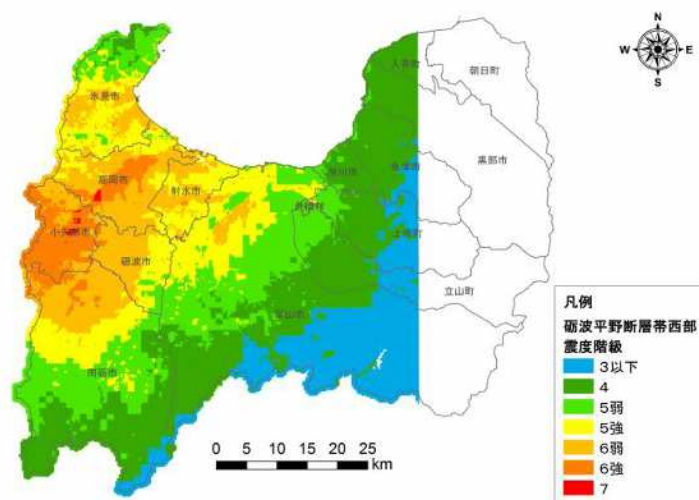 N
W
E
S
朝日町
入善町
氷見市
黒部市
魚津市
滑川市
高岡市
射水市
舟橋村
上市町
小矢部市
砺波市
立山町
富山市
南砺市
凡例
砺波平野断層帯西部
震度階級
3以下
4
5弱
5強
6弱
6強
7
0 5 10 15 20 25
km